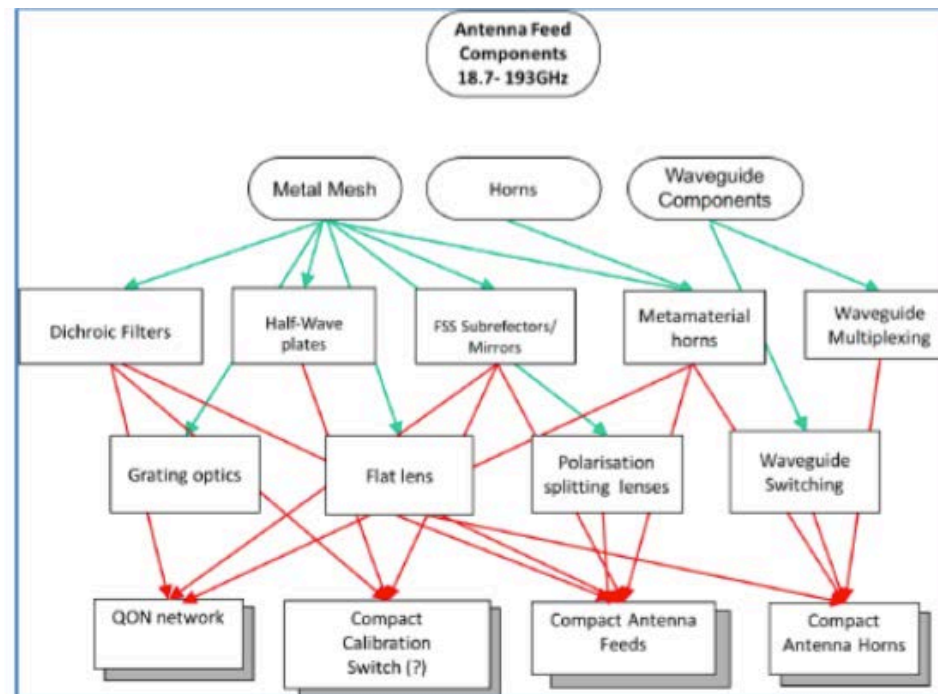 Antenna Feed
Components
18.7- 193GHz
Metal Mesh
Horns
Waveguide
Components
Dichroic Filters
Half-Wave
plates
FSS Subrefectors/
Mirrors
Metamaterial
horns
Waveguide
Multiplexing
Grating optics
Flat lens
Polarisation
splitting lenses
Waveguide
Switching
QON network
Compact
Calibration
Switch (?)
Compact Antenna
Feeds
Compact
Antenna Horns